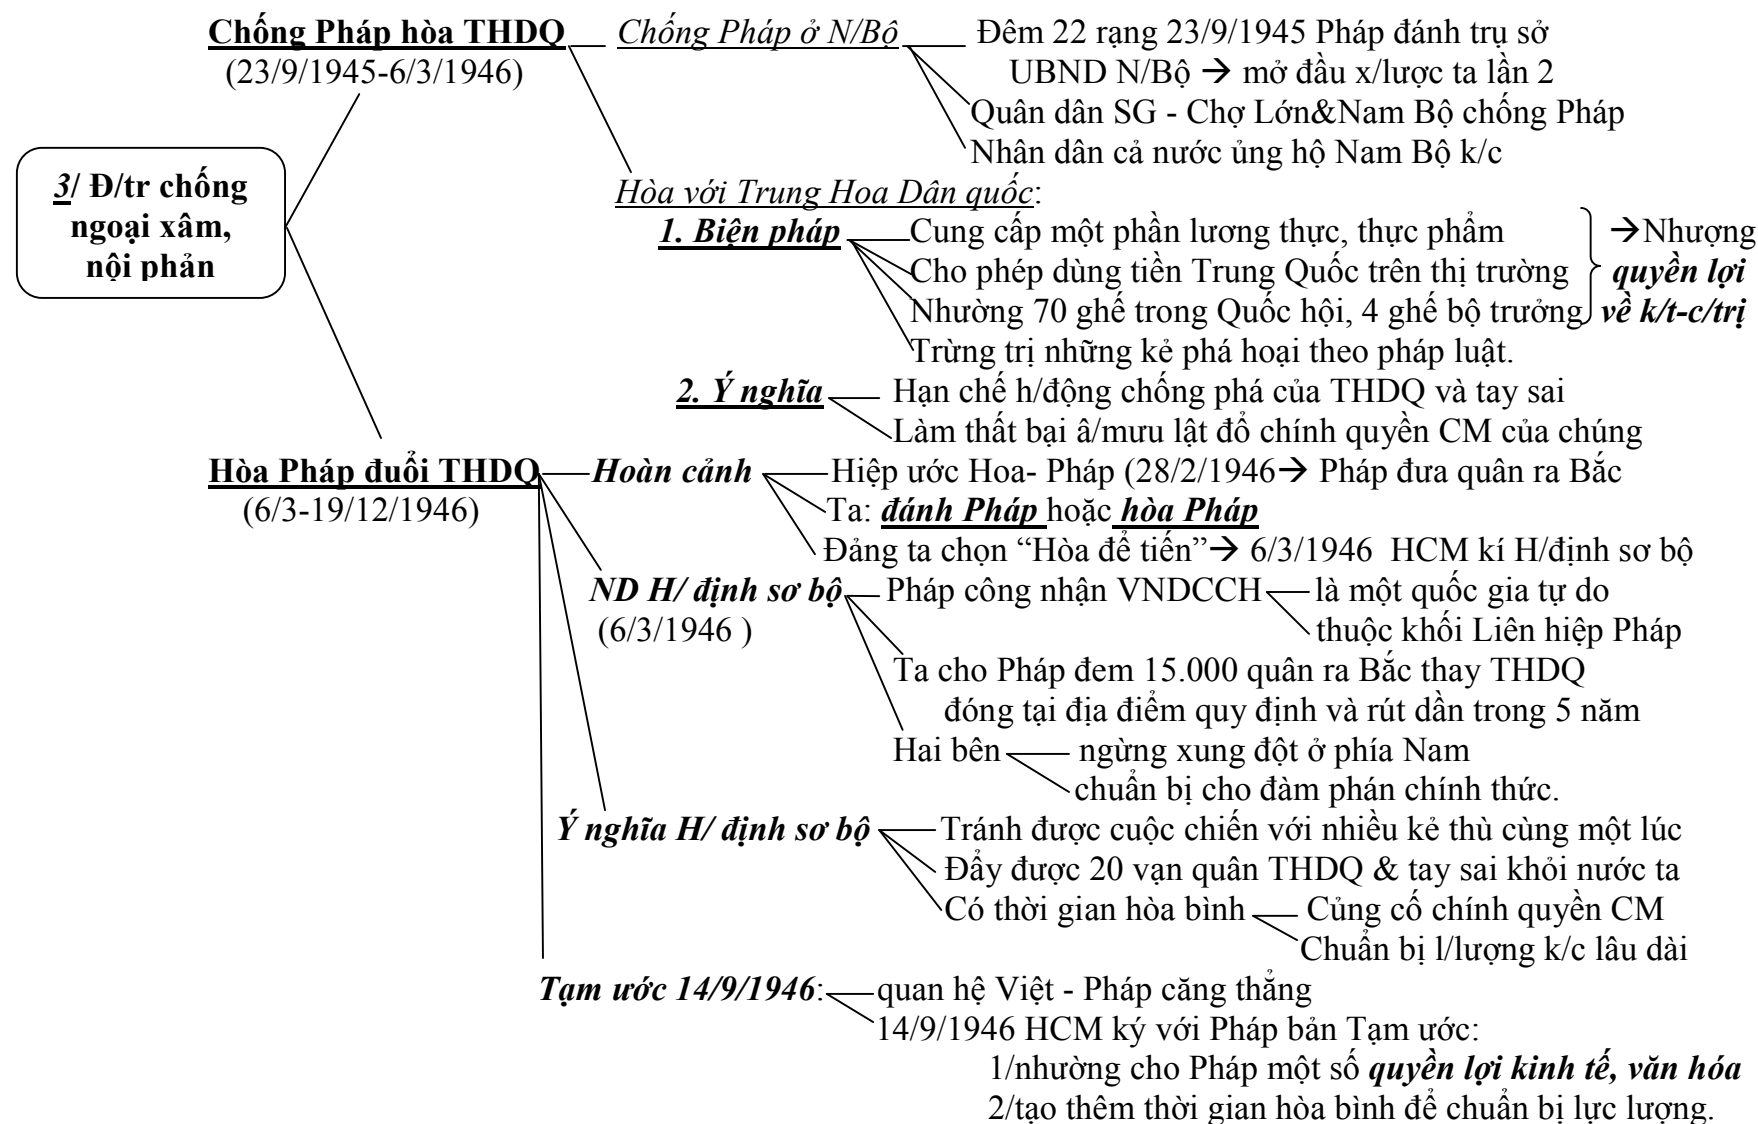 Chống Pháp hòa THDQ
(23/9/1945-6/3/1946)
Chống Pháp ở N/Bộ
Đêm 22 rạng 23/9/1945 Pháp đánh trụ sở
UBND N/Bộ → mở đầu x/lược ta lần 2
Quân dân SG - Chợ Lớn&Nam Bộ chống Pháp
Nhân dân cả nước ủng hộ Nam Bộ k/c
3/ Đ/tr chống
ngoại xâm,
nội phản
Hòa với Trung Hoa Dân quốc:
1. Biện pháp
Cung cấp một phần lương thực, thực phẩm
Cho phép dùng tiền Trung Quốc trên thị trường
Nhường 70 ghế trong Quốc hội, 4 ghế bộ trưởng
→Nhượng
quyền lợi
về k/t-c/trị
Trừng trị những kẻ phá hoại theo pháp luật.
2. Ý nghĩa
Hạn chế h/động chống phá của THDQ và tay sai
Làm thất bại â/mưu lật đổ chính quyền CM của chúng
Hòa Pháp đuổi THDQ
(6/3-19/12/1946)
Hoàn cảnh
Hiệp ước Hoa- Pháp (28/2/1946→ Pháp đưa quân ra Bắc
Ta: đánh Pháp hoặc hòa Pháp
Đảng ta chọn “Hòa để tiến”→ 6/3/1946 HCM kí H/định sơ bộ
ND H/ định sơ bộ
(6/3/1946 )
Pháp công nhận VNDCCH
là một quốc gia tự do
thuộc khối Liên hiệp Pháp
Ta cho Pháp đem 15.000 quân ra Bắc thay THDQ
đóng tại địa điểm quy định và rút dần trong 5 năm
Hai bên
ngừng xung đột ở phía Nam
chuẩn bị cho đàm phán chính thức.
Ý nghĩa H/ định sơ bộ
Tránh được cuộc chiến với nhiều kẻ thù cùng một lúc
Đẩy được 20 vạn quân THDQ & tay sai khỏi nước ta
Có thời gian hòa bình
Củng cố chính quyền CM
Chuẩn bị l/lượng k/c lâu dài
Tạm ước 14/9/1946:
quan hệ Việt - Pháp căng thẳng
14/9/1946 HCM ký với Pháp bản Tạm ước:
1/nhường cho Pháp một số quyền lợi kinh tế, văn hóa
2/tạo thêm thời gian hòa bình để chuẩn bị lực lượng.